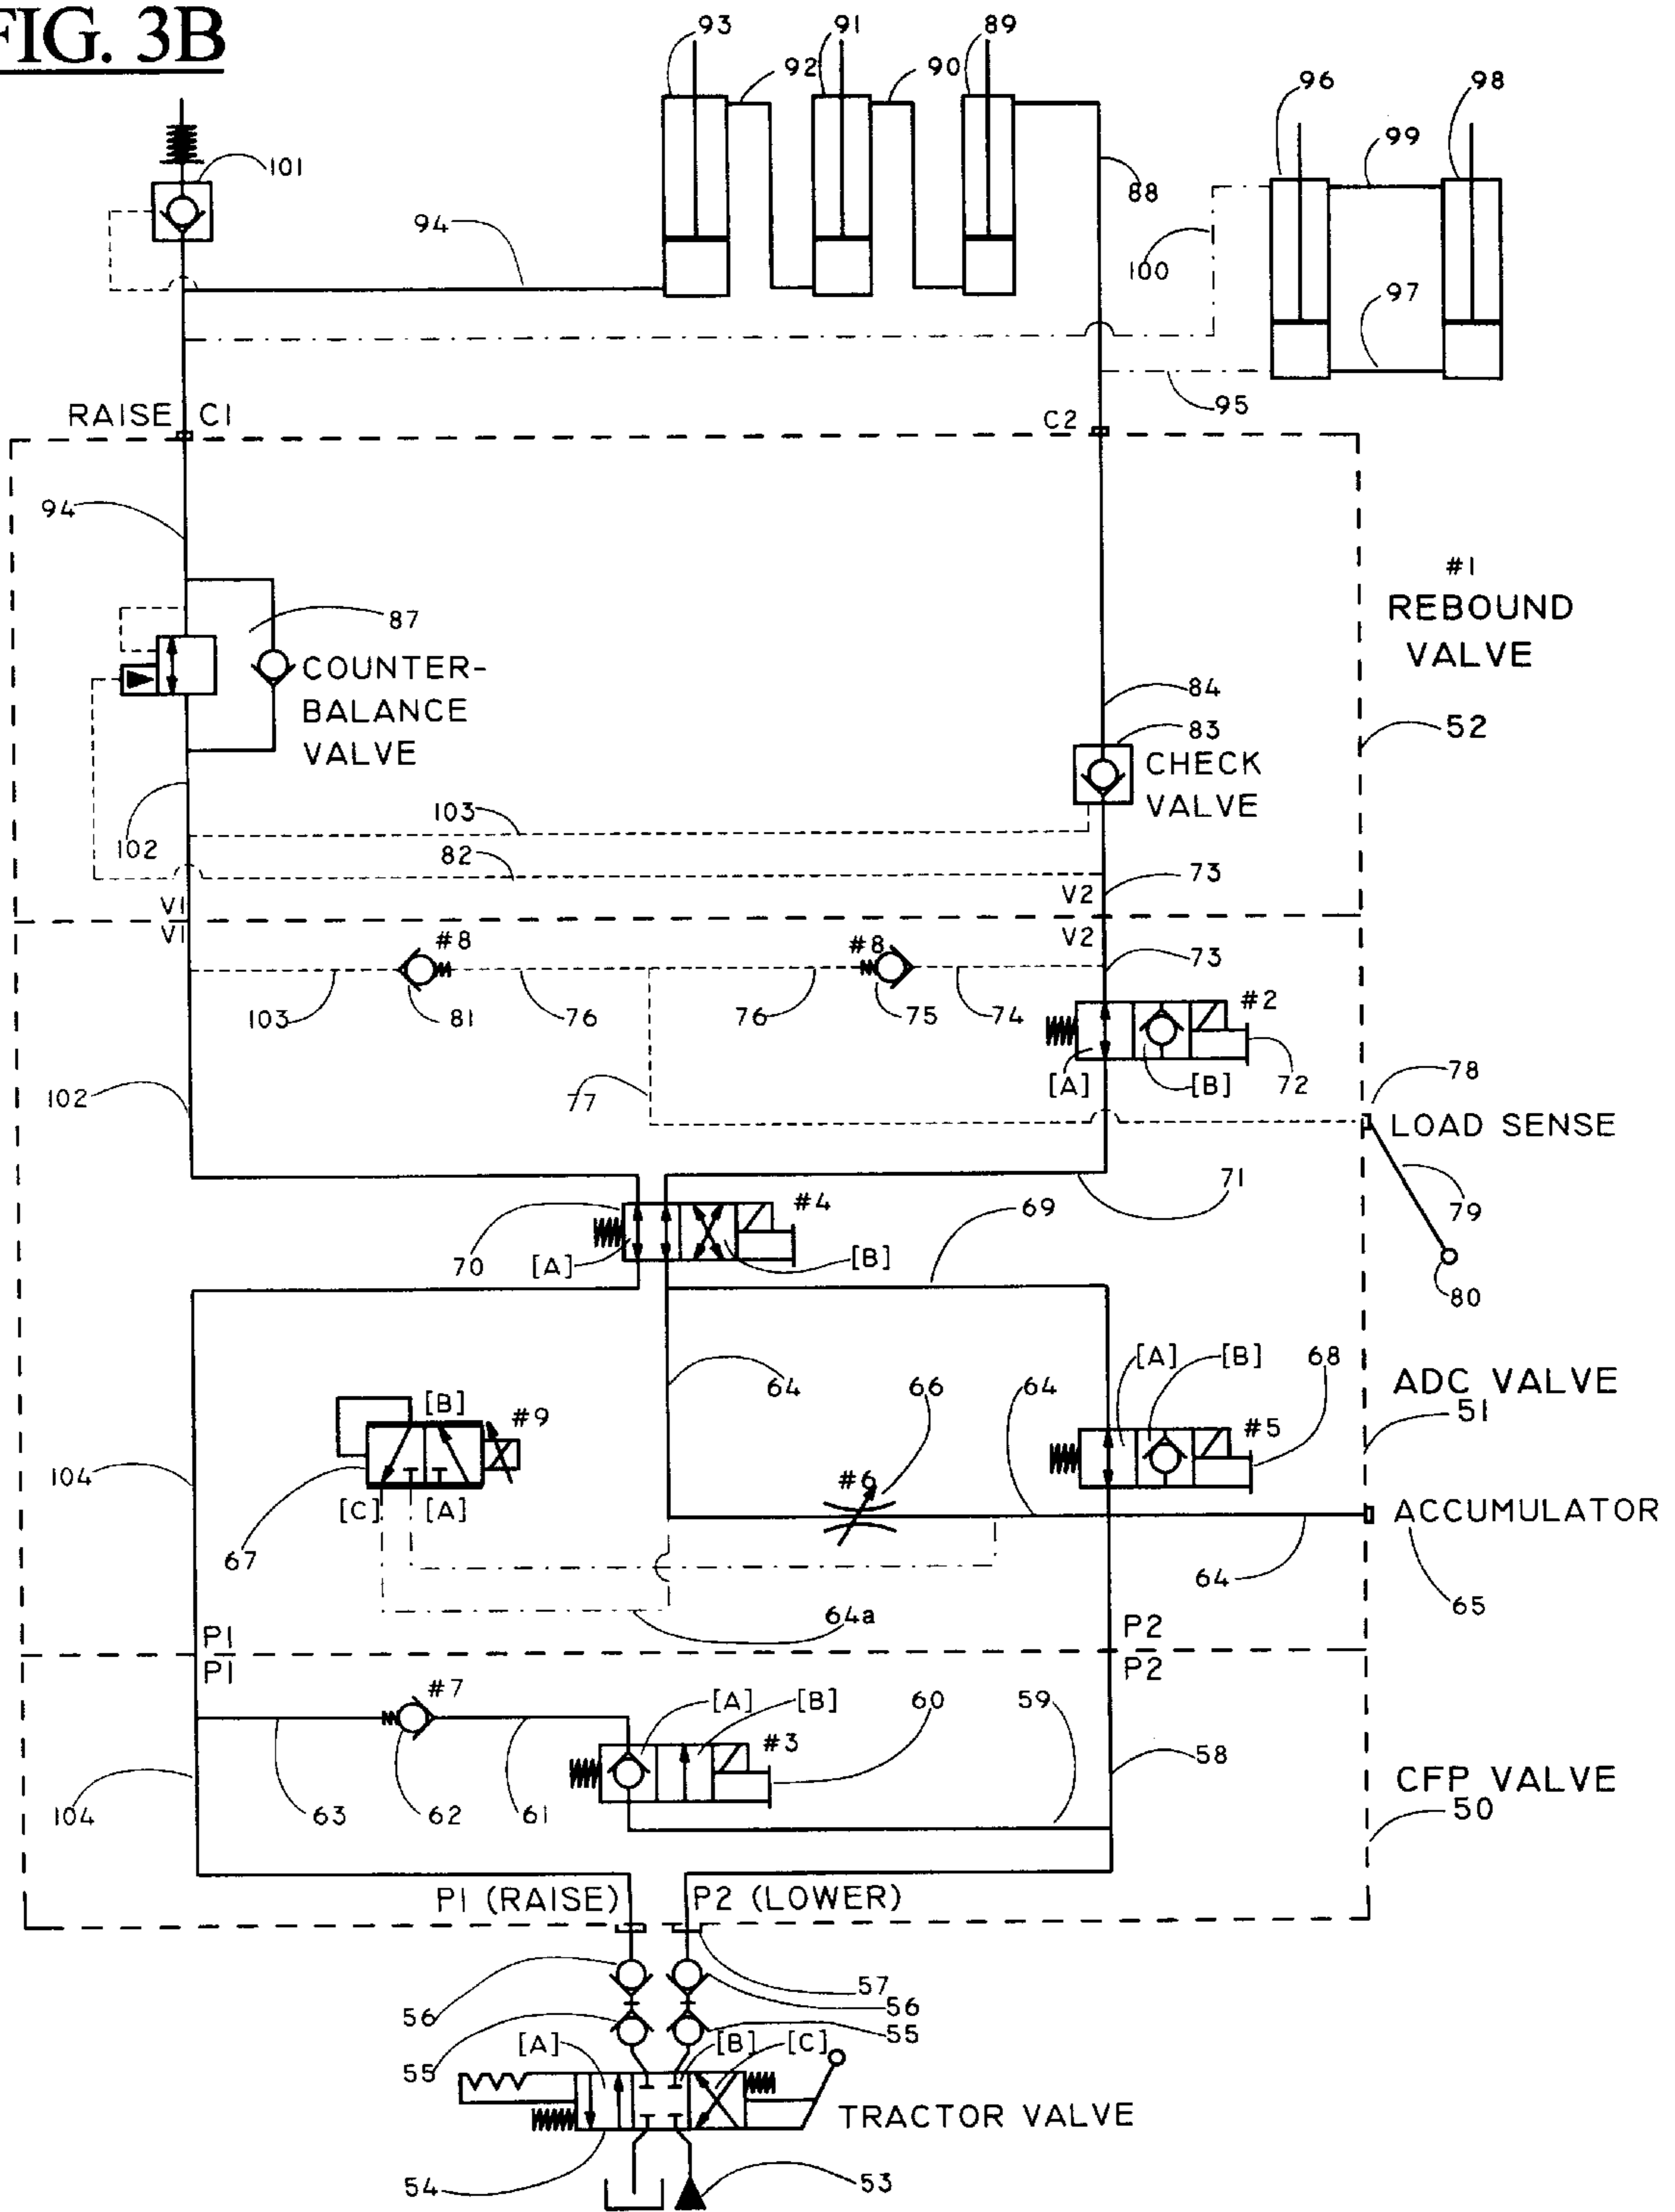 FIG. 3B
93
91
89
92
90
96
98
101
99
88
94
100
97
95
RAISE C1
C2
94
#1
REBOUND
VALVE
87
COUNTER-
BALANCE
VALVE
84
83
52
CHECK
VALVE
103
102
82
73
V1
V2
V1
V2
#8
#8
73
103
81
76
76
75
74
#2
[A]
[B]
72
78
102
77
LOAD SENSE
71
79
#4
69
70
[A]
[B]
80
[A]
[B]
68
64
66
64
ADC VALVE
51
[B]
#9
#5
104
#6
[C]
[A]
ACCUMULATOR
67
64
65
64a
P1
P2
P1
P2
#7
[A]
[B]
60
59
#3
58
CFP VALVE
50
104
63
62
61
P1 (RAISE)
P2 (LOWER)
57
56
56
55
[A]
[B]
[C]
55
TRACTOR VALVE
54
53